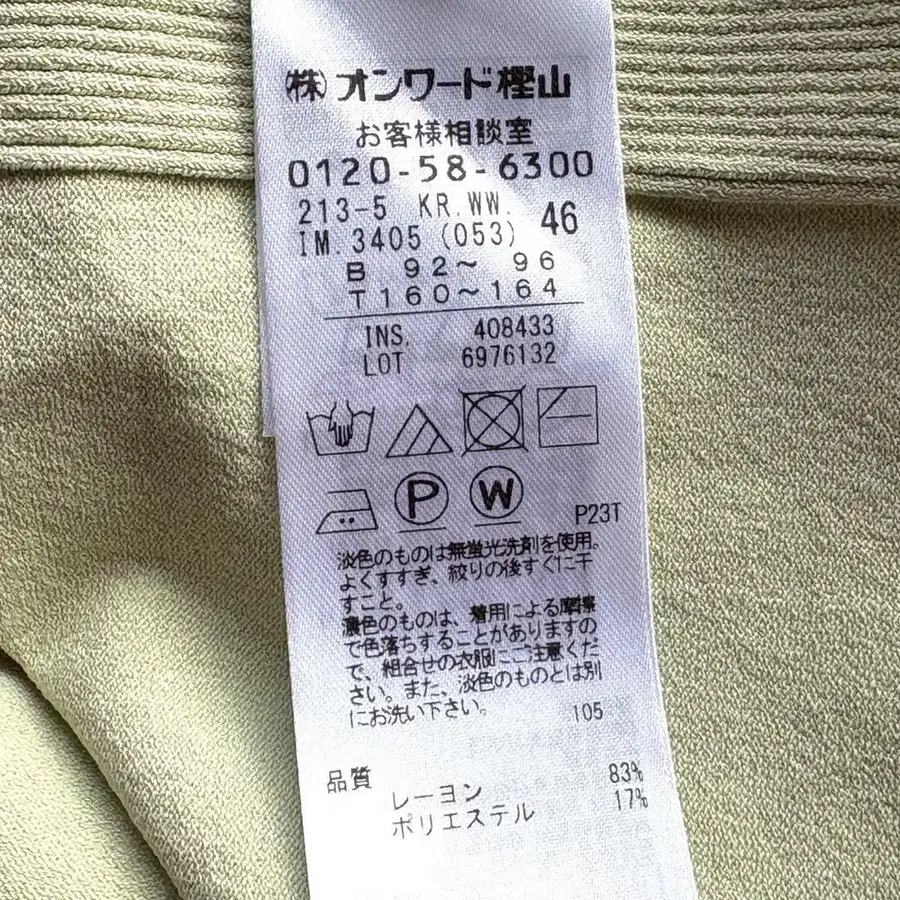 (株)オンワード樫山
お客様相談室
0120-58-6300
213-5 KR.WW. 46
IM.3405 (053)
B 92～ 96
T160～164
INS. 408433
LOT 6976132
P W P23T
淡色のものは無蛍光洗剤を使用。
よくすすぎ、絞りの後すぐに干
すこと。
濃色のものは、着用による摩擦
で色落ちすることがありますの
で、組合せの衣服にご注意くだ
さい。また、淡色のものとは別
にお洗い下さい。 105
品質 レーヨン 83%
ポリエステル 17%